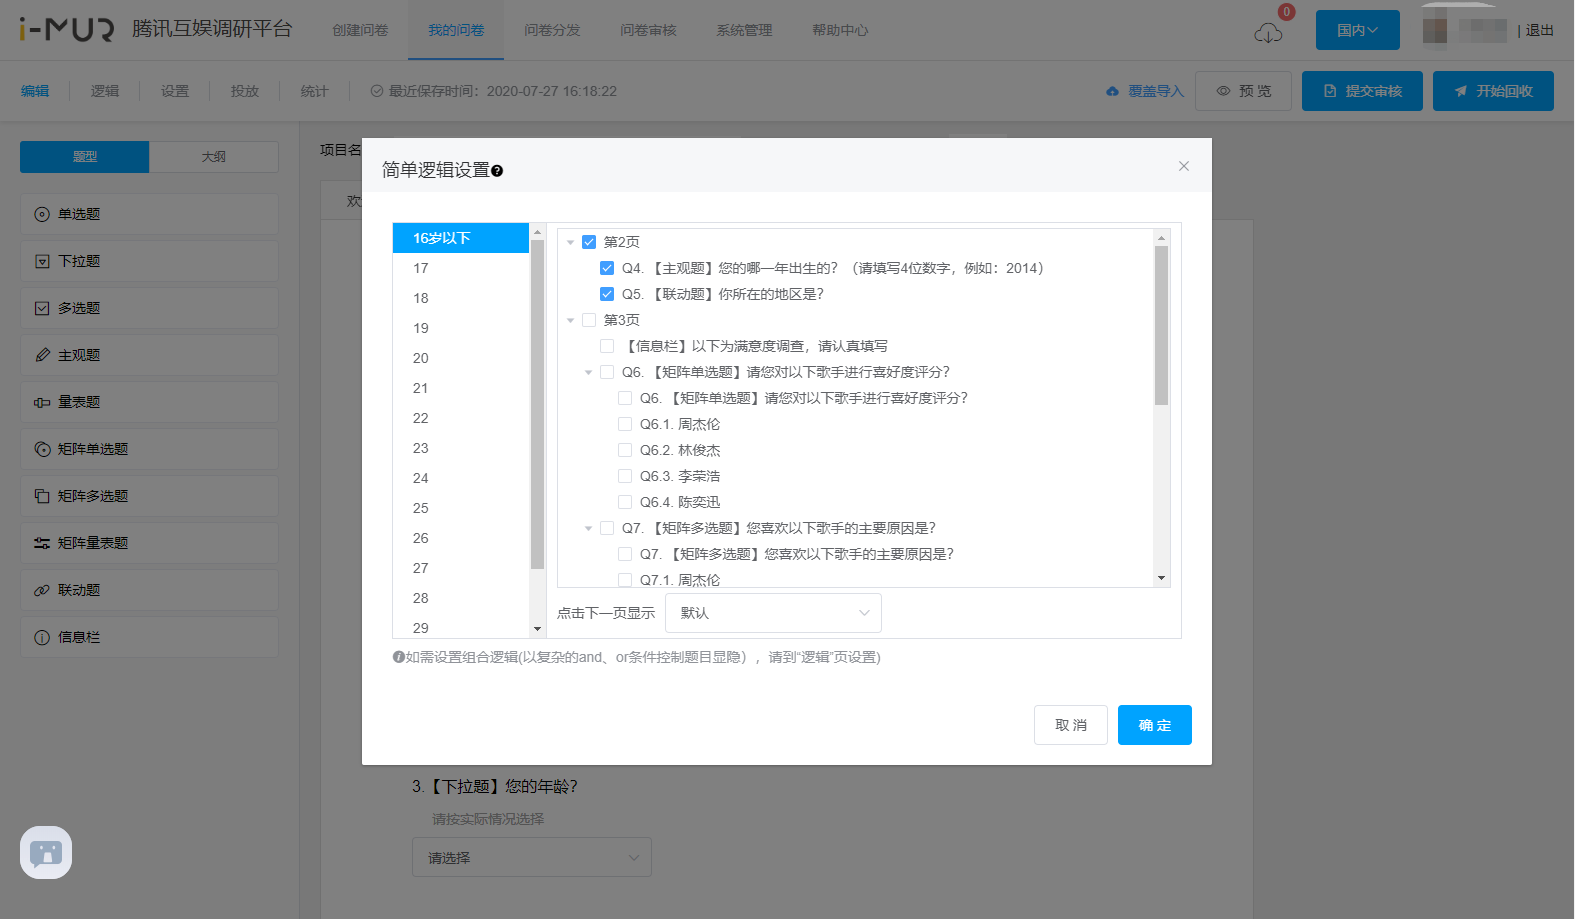 i-MUR 腾讯互娱调研平台 创建问卷 我的问卷 问卷分发 问卷审核 系统管理 帮助中心 0 国内 | 退出
编辑 逻辑 设置 投放 统计 最近保存时间：2020-07-27 16:18:22 覆盖导入 预 览 提交审核 开始回收
题型 大纲
单选题
下拉题
多选题
主观题
量表题
矩阵单选题
矩阵多选题
矩阵量表题
联动题
信息栏
项目名
欢
简单逻辑设置
16岁以下
17
18
19
20
21
22
23
24
25
26
27
28
29
第2页
Q4. 【主观题】您的哪一年出生的？（请填写4位数字，例如：2014）
Q5. 【联动题】你所在的地区是？
第3页
【信息栏】以下为满意度调查，请认真填写
Q6. 【矩阵单选题】请您对以下歌手进行喜好度评分？
Q6. 【矩阵单选题】请您对以下歌手进行喜好度评分？
Q6.1. 周杰伦
Q6.2. 林俊杰
Q6.3. 李荣浩
Q6.4. 陈奕迅
Q7. 【矩阵多选题】您喜欢以下歌手的主要原因是？
Q7. 【矩阵多选题】您喜欢以下歌手的主要原因是？
Q7.1. 周杰伦
点击下一页显示 默认
如需设置组合逻辑(以复杂的and、or条件控制题目显隐），请到“逻辑”页设置)
取 消 确 定
3.【下拉题】您的年龄？
请按实际情况选择
请选择